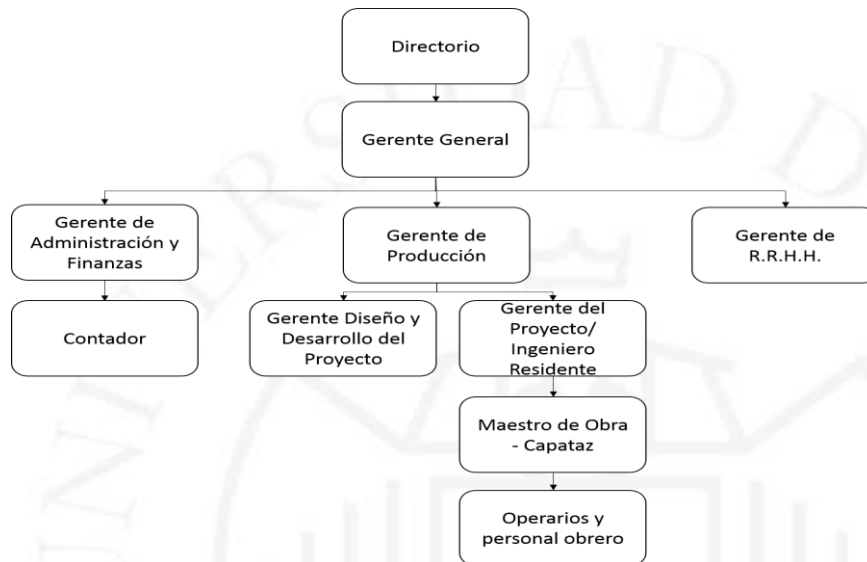 Directorio
Gerente General
Gerente de
Administración y
Finanzas
Gerente de
Producción
Gerente de
R.R.H.H.
Contador
Gerente Diseño y
Desarrollo del
Proyecto
Gerente del
Proyecto/
Ingeniero
Residente
Maestro de Obra
- Capataz
Operarios y
personal obrero
UNIVERSIDAD D